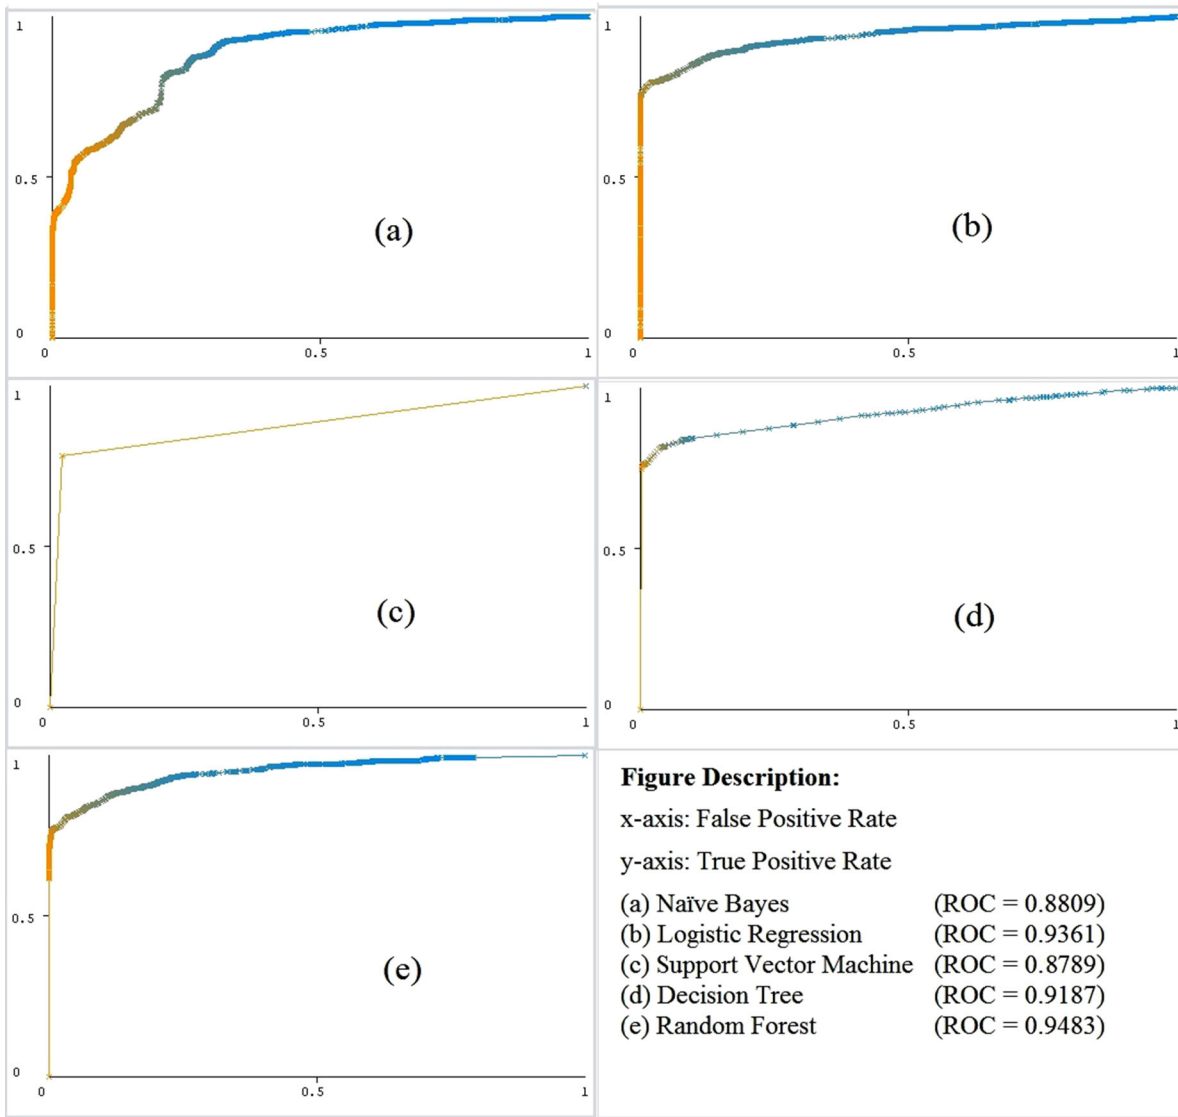 1
0.5
0
0
0.5
1
(a)
1
0.5
0
0
0.5
1
(b)
1
0.5
0
0
0.5
1
(c)
1
0.5
0
0
0.5
1
(d)
1
0.5
0
0
0.5
1
(e)
Figure Description:
x-axis: False Positive Rate
y-axis: True Positive Rate
(a) Naïve Bayes (ROC = 0.8809)
(b) Logistic Regression (ROC = 0.9361)
(c) Support Vector Machine (ROC = 0.8789)
(d) Decision Tree (ROC = 0.9187)
(e) Random Forest (ROC = 0.9483)